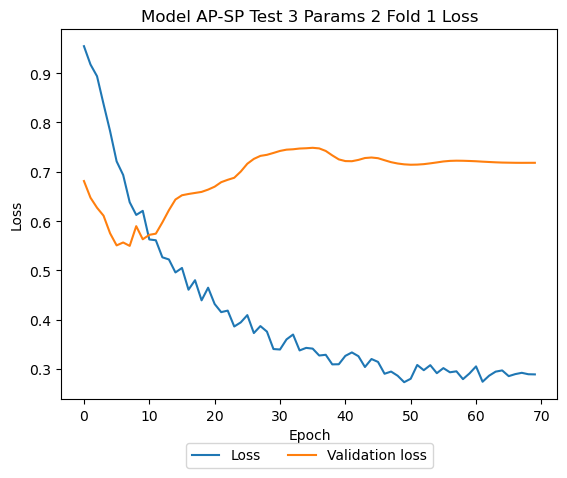 Model AP-SP Test 3 Params 2 Fold 1 Loss
0.9
0.8
0.7
0.6
0.5
0.4
0.3
Loss
0 10 20 30 40 50 60 70
Epoch
Loss Validation loss